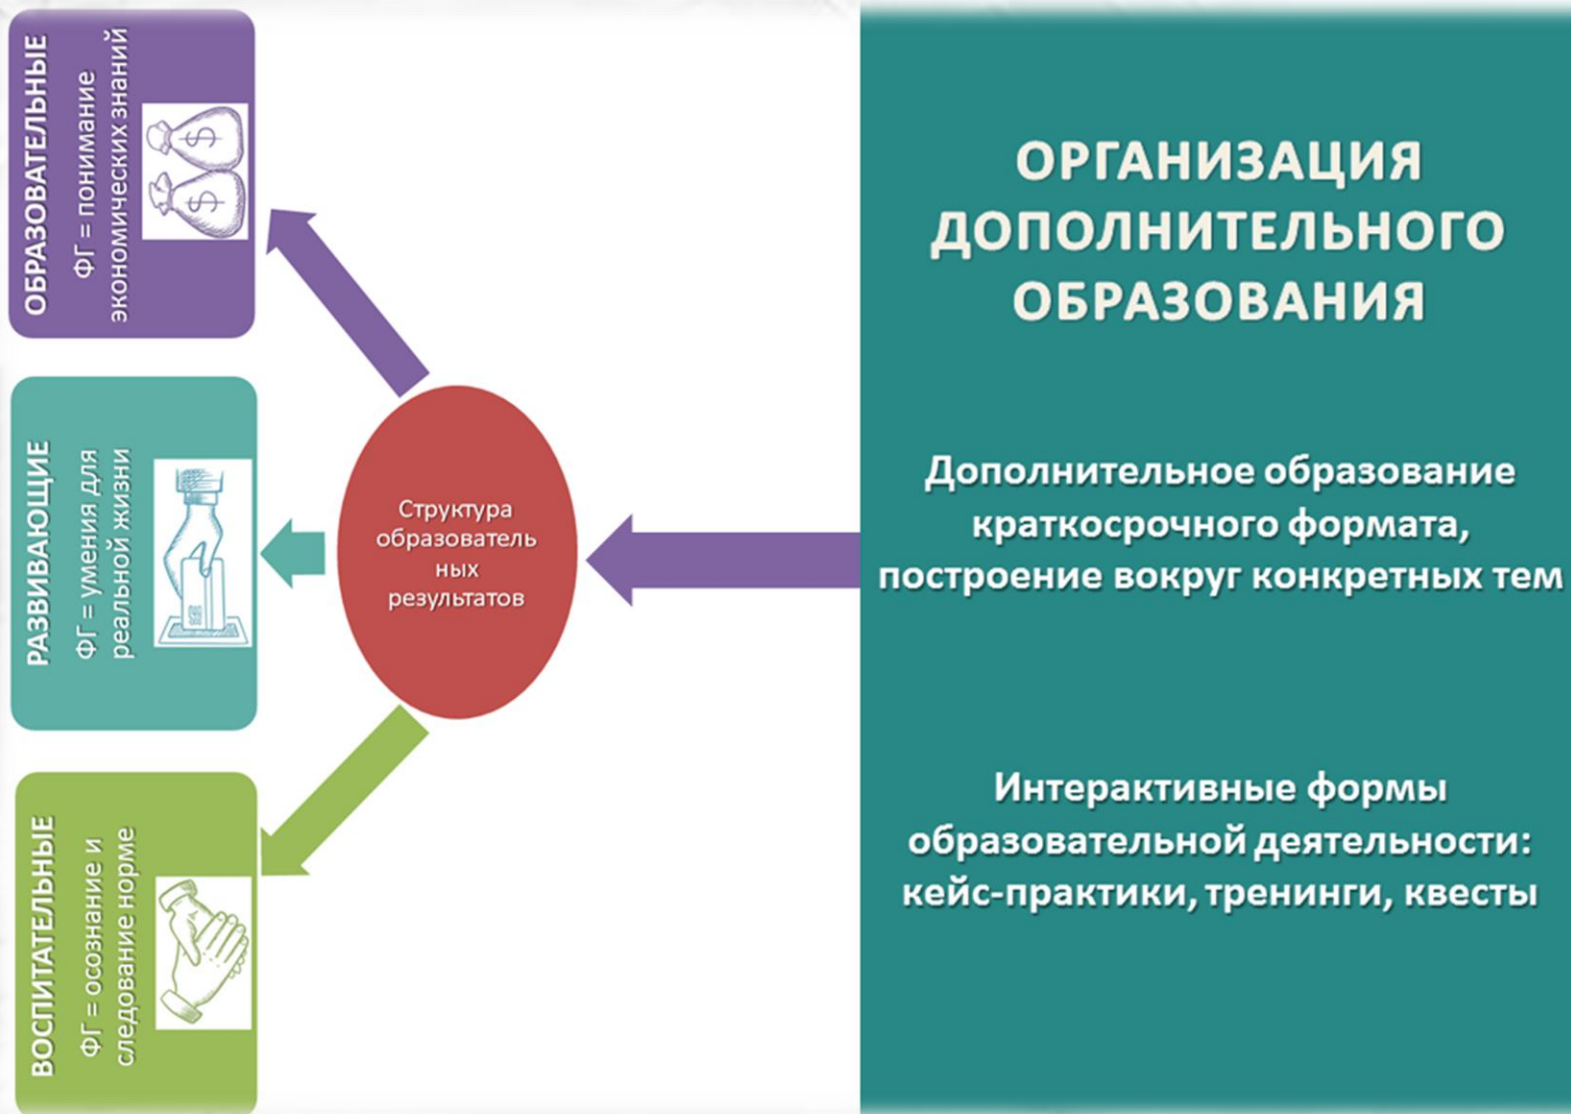 ОБРАЗОВАТЕЛЬНЫЕ
ФГ = понимание
экономических знаний
РАЗВИВАЮЩИЕ
ФГ = умения для
реальной жизни
ВОСПИТАТЕЛЬНЫЕ
ФГ = осознание и
следование норме
Структура
образователь
ных
результатов
ОРГАНИЗАЦИЯ
ДОПОЛНИТЕЛЬНОГО
ОБРАЗОВАНИЯ
Дополнительное образование
краткосрочного формата,
построение вокруг конкретных тем
Интерактивные формы
образовательной деятельности:
кейс-практики, тренинги, квесты